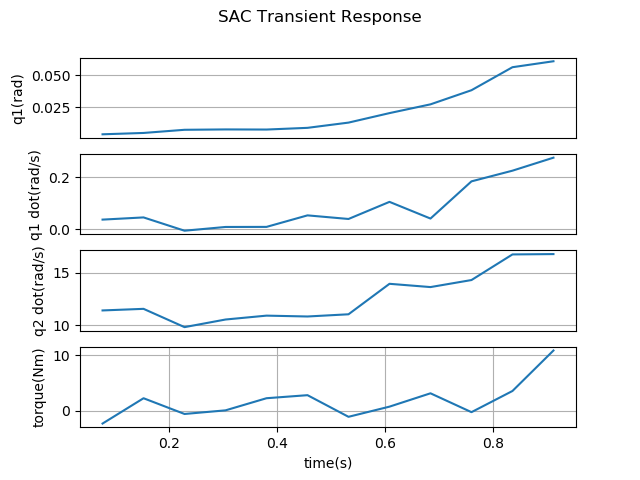 SAC Transient Response
q1(rad)
0.050
0.025
q1 dot(rad/s)
0.2
0.0
q2 dot(rad/s)
15
10
torque(Nm)
10
0
0.2 0.4 0.6 0.8
time(s)